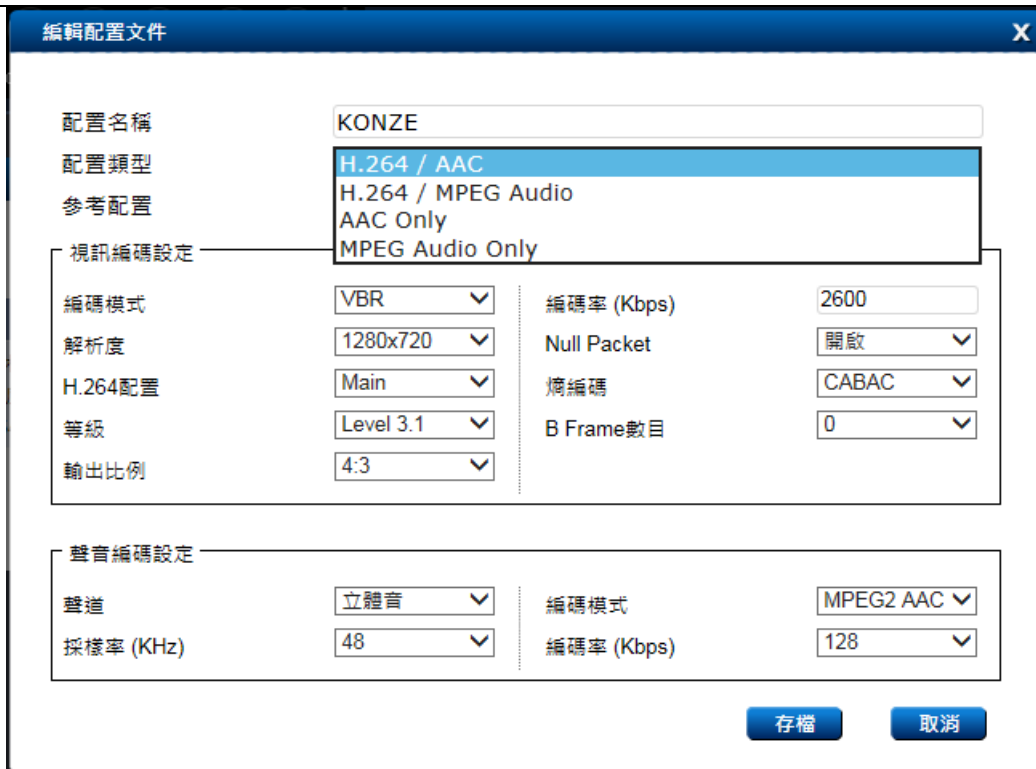 編輯配置文件 X
配置名稱 KONZE
配置類型 H.264 / AAC
H.264 / MPEG Audio
參考配置 AAC Only
MPEG Audio Only
視訊編碼設定
編碼模式 VBR 編碼率 (Kbps) 2600
解析度 1280x720 Null Packet 開啟
H.264配置 Main 熵編碼 CABAC
等級 Level 3.1 B Frame數目 0
輸出比例 4:3
聲音編碼設定
聲道 立體音 編碼模式 MPEG2 AAC
採樣率 (KHz) 48 編碼率 (Kbps) 128
存檔 取消